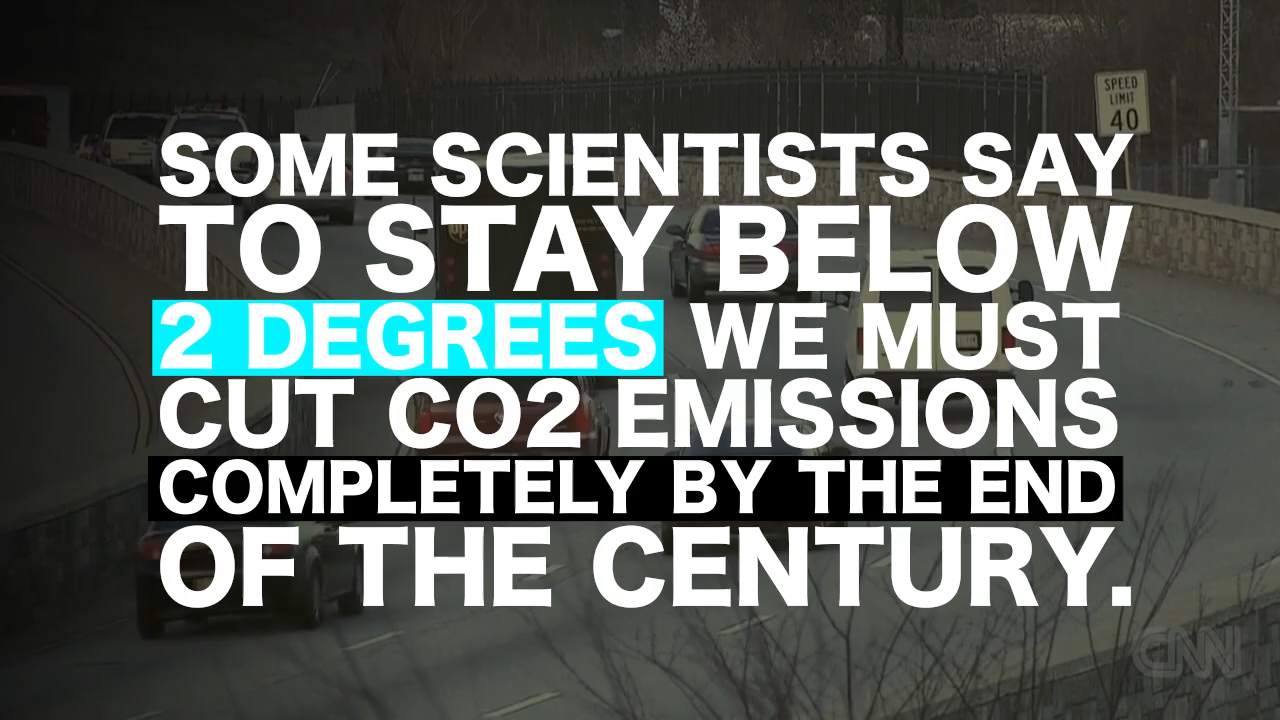 SPEED
LIMIT
40
SOME SCIENTISTS SAY
TO STAY BELOW
2 DEGREES WE MUST
CUT CO2 EMISSIONS
COMPLETELY BY THE END
OF THE CENTURY.
ups
CNN